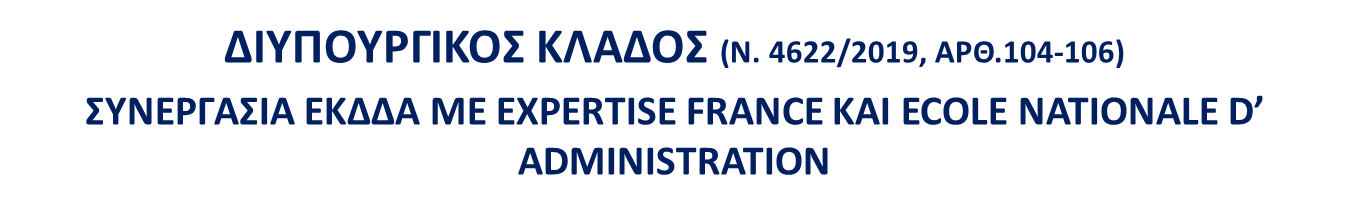 ΔΙΥΠΟΥΡΓΙΚΟΣ ΚΛΑΔΟΣ (Ν. 4622/2019, ΑΡΘ.104-106)
ΣΥΝΕΡΓΑΣΙΑ ΕΚΔΔΑ ΜΕ EXPERTISE FRANCE ΚΑΙ ECOLE NATIONALE D’
ADMINISTRATION